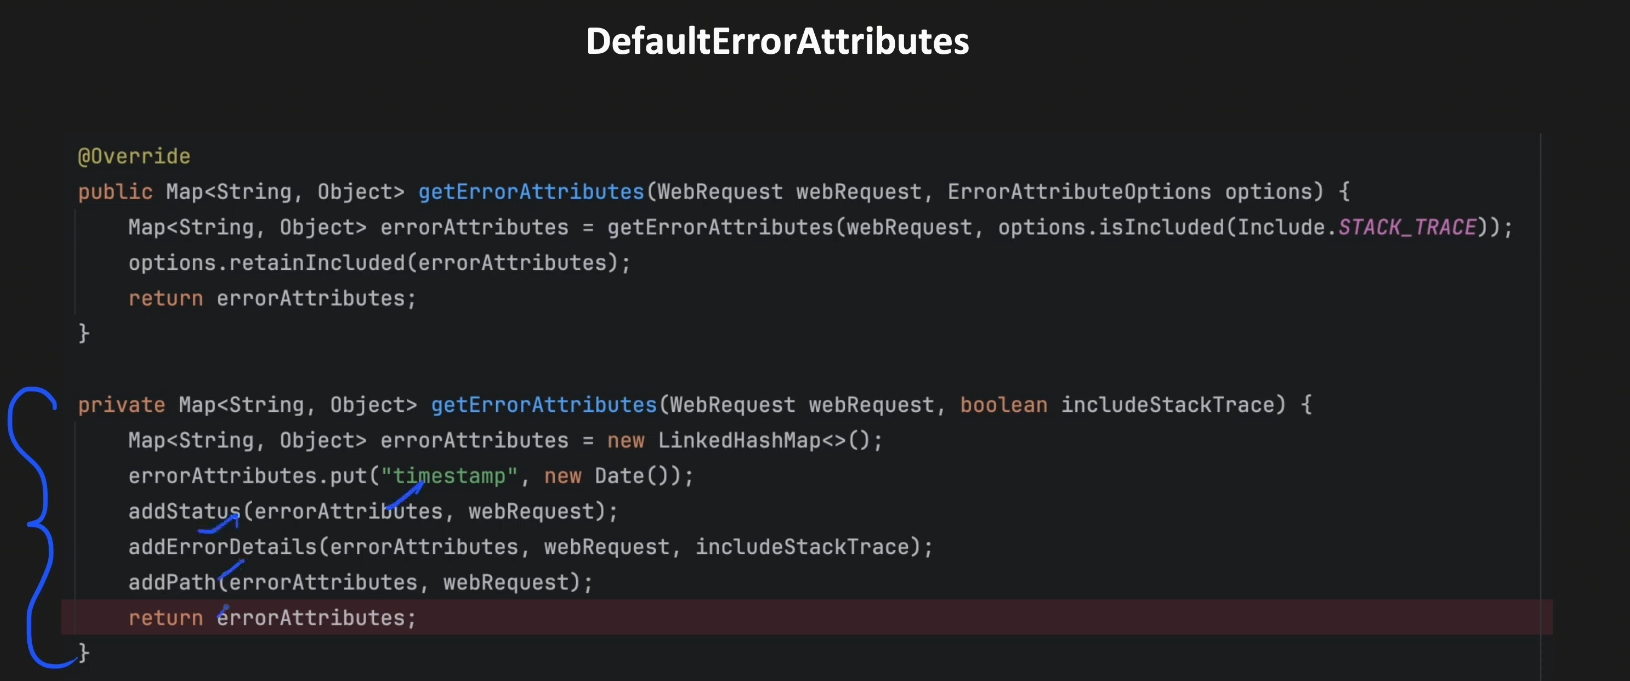 DefaultErrorAttributes
@Override
public Map<String, Object> getErrorAttributes(WebRequest webRequest, ErrorAttributeOptions options) {
Map<String, Object> errorAttributes = getErrorAttributes(webRequest, options.isIncluded(Include.STACK_TRACE));
options.retainIncluded(errorAttributes);
return errorAttributes;
}
private Map<String, Object> getErrorAttributes(WebRequest webRequest, boolean includeStackTrace) {
Map<String, Object> errorAttributes = new LinkedHashMap<>();
errorAttributes.put("timestamp", new Date());
addStatus(errorAttributes, webRequest);
addErrorDetails(errorAttributes, webRequest, includeStackTrace);
addPath(errorAttributes, webRequest);
return errorAttributes;
}